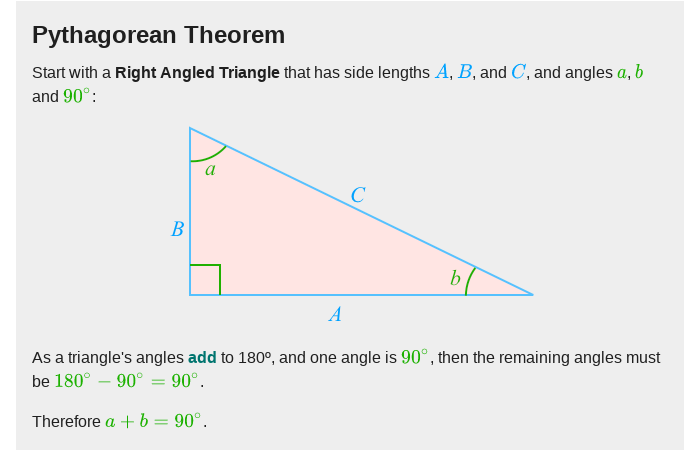 Pythagorean Theorem
Start with a Right Angled Triangle that has side lengths A, B, and C, and angles a, b
and 90°:
a
C
B
b
A
As a triangle's angles add to 180º, and one angle is 90°, then the remaining angles must
be 180° − 90° = 90°.
Therefore a + b = 90°.